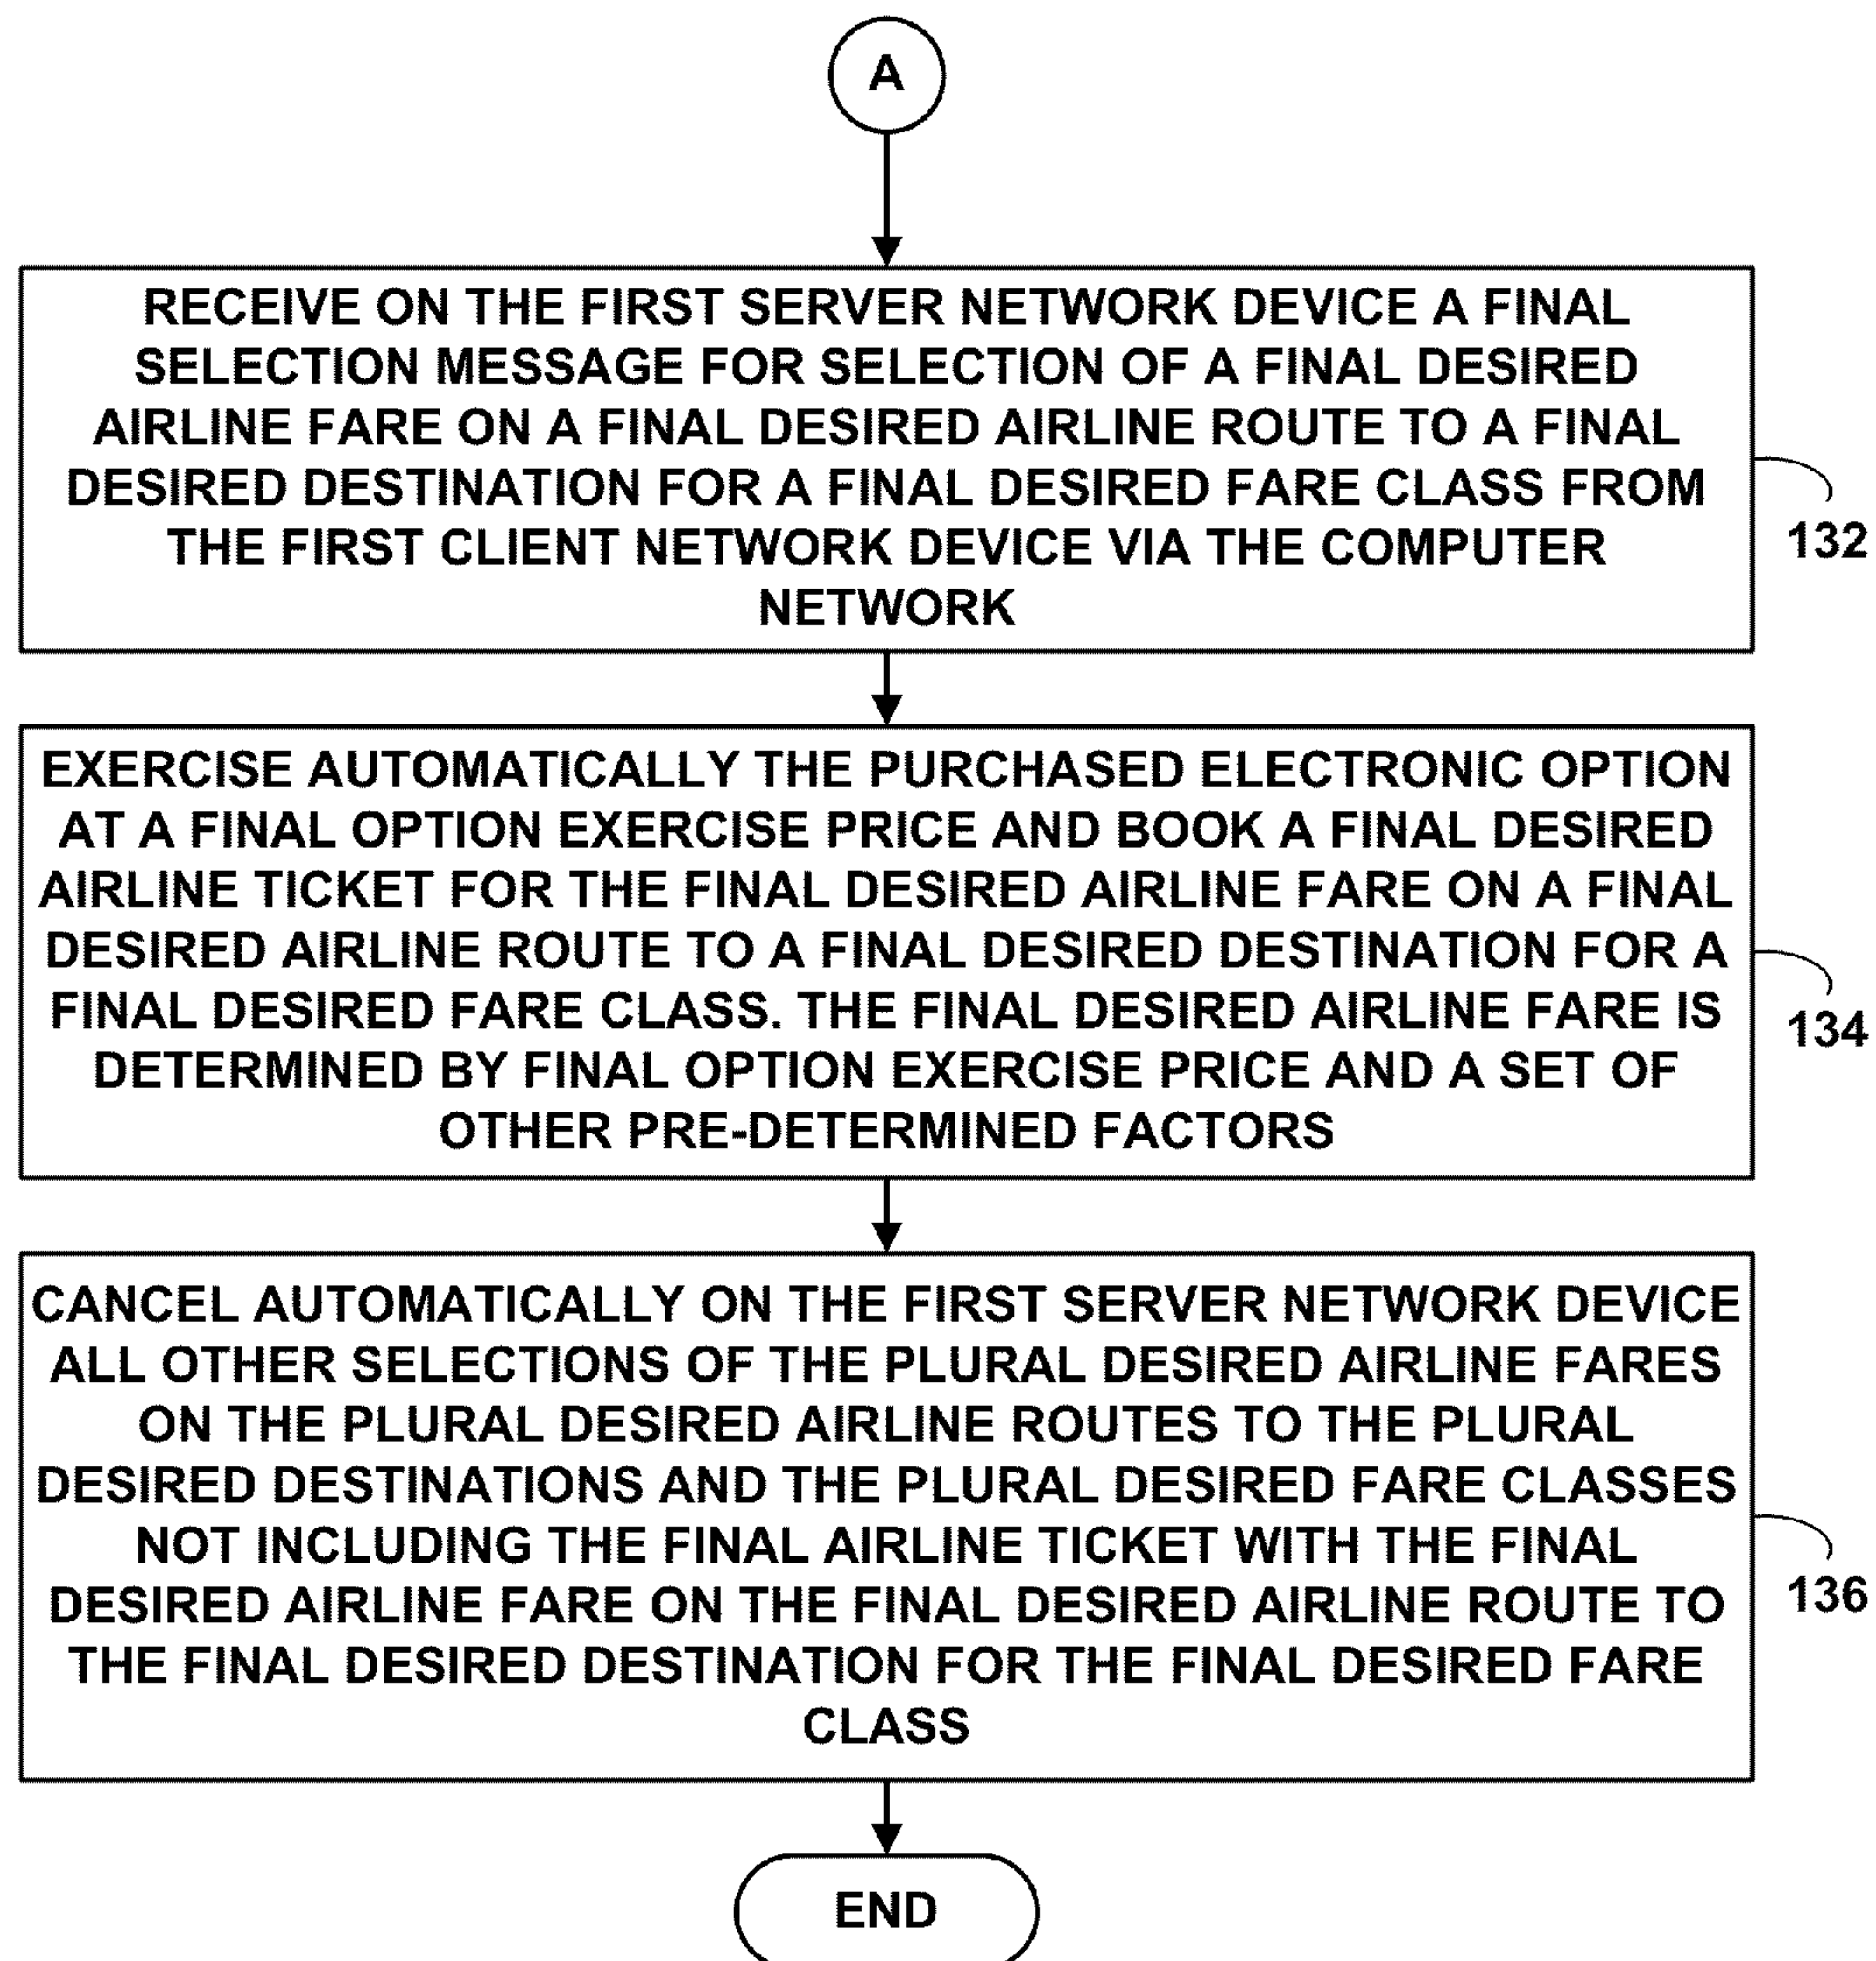 A
RECEIVE ON THE FIRST SERVER NETWORK DEVICE A FINAL
SELECTION MESSAGE FOR SELECTION OF A FINAL DESIRED
AIRLINE FARE ON A FINAL DESIRED AIRLINE ROUTE TO A FINAL
DESIRED DESTINATION FOR A FINAL DESIRED FARE CLASS FROM
THE FIRST CLIENT NETWORK DEVICE VIA THE COMPUTER
NETWORK
132
EXERCISE AUTOMATICALLY THE PURCHASED ELECTRONIC OPTION
AT A FINAL OPTION EXERCISE PRICE AND BOOK A FINAL DESIRED
AIRLINE TICKET FOR THE FINAL DESIRED AIRLINE FARE ON A FINAL
DESIRED AIRLINE ROUTE TO A FINAL DESIRED DESTINATION FOR A
FINAL DESIRED FARE CLASS. THE FINAL DESIRED AIRLINE FARE IS
DETERMINED BY FINAL OPTION EXERCISE PRICE AND A SET OF
OTHER PRE-DETERMINED FACTORS
134
CANCEL AUTOMATICALLY ON THE FIRST SERVER NETWORK DEVICE
ALL OTHER SELECTIONS OF THE PLURAL DESIRED AIRLINE FARES
ON THE PLURAL DESIRED AIRLINE ROUTES TO THE PLURAL
DESIRED DESTINATIONS AND THE PLURAL DESIRED FARE CLASSES
NOT INCLUDING THE FINAL AIRLINE TICKET WITH THE FINAL
DESIRED AIRLINE FARE ON THE FINAL DESIRED AIRLINE ROUTE TO
THE FINAL DESIRED DESTINATION FOR THE FINAL DESIRED FARE
CLASS
136
END